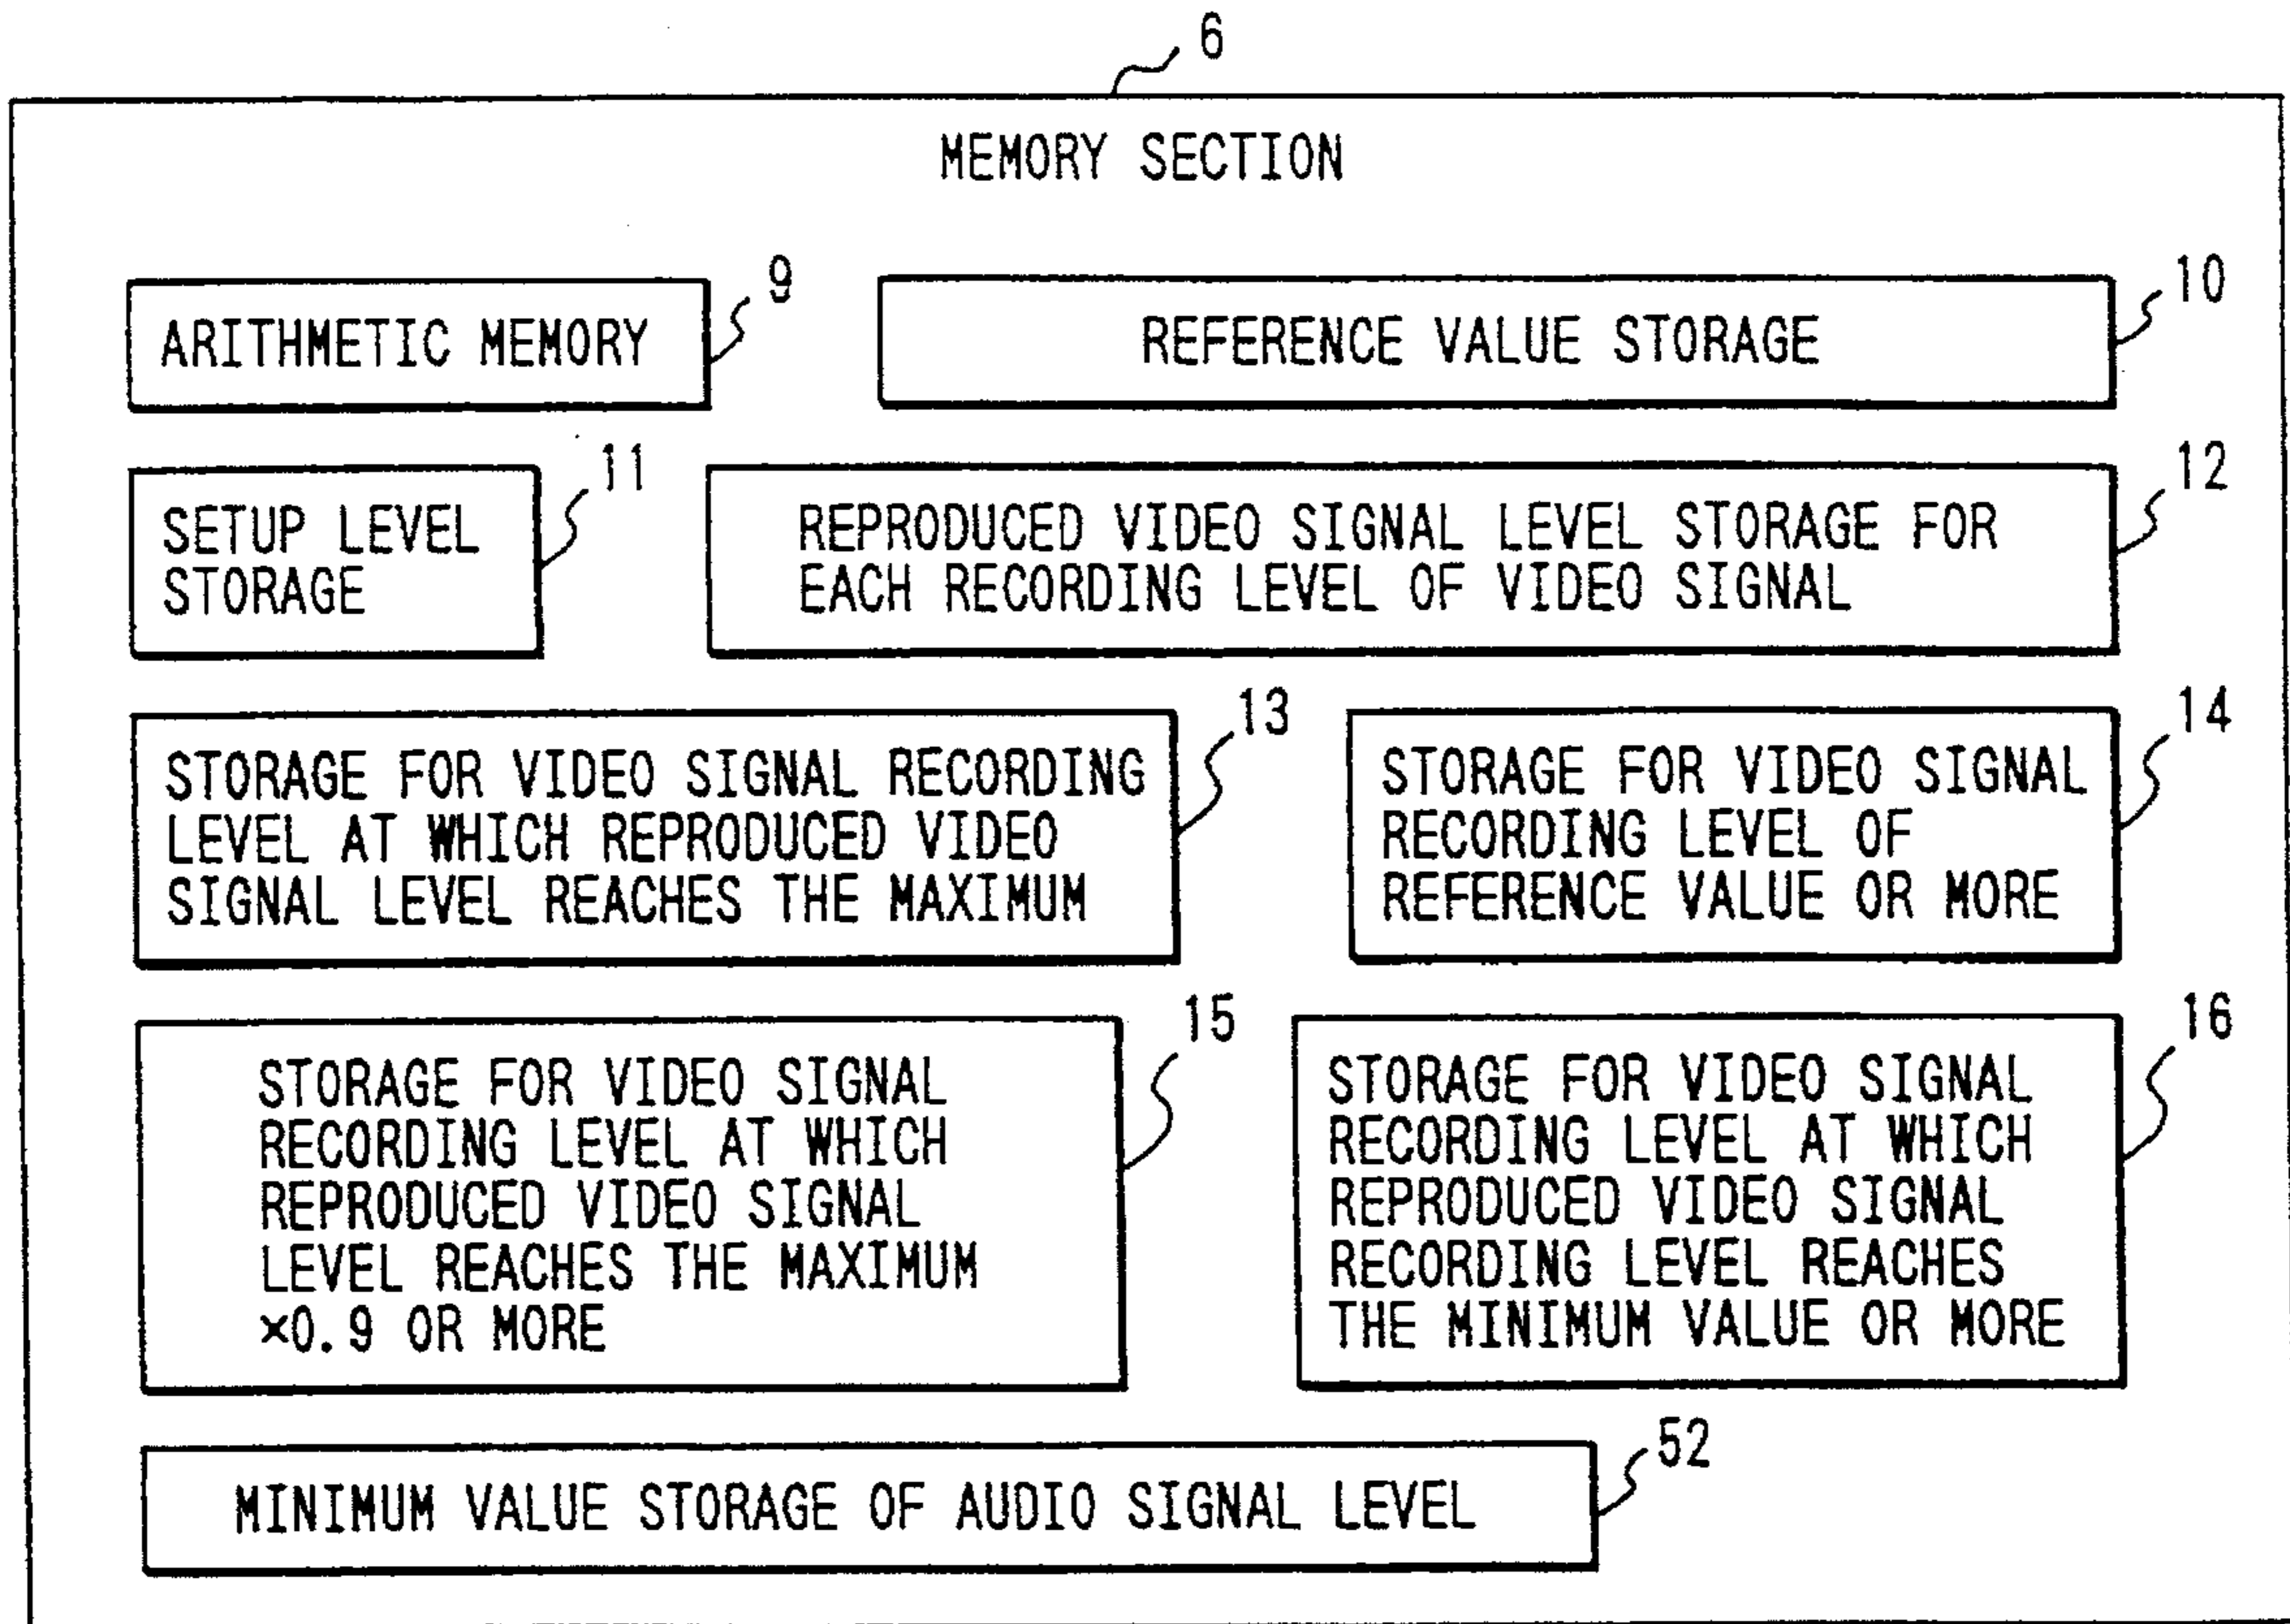 6
MEMORY SECTION
9
ARITHMETIC MEMORY
10
REFERENCE VALUE STORAGE
11
SETUP LEVEL
STORAGE
12
REPRODUCED VIDEO SIGNAL LEVEL STORAGE FOR
EACH RECORDING LEVEL OF VIDEO SIGNAL
13
STORAGE FOR VIDEO SIGNAL RECORDING
LEVEL AT WHICH REPRODUCED VIDEO
SIGNAL LEVEL REACHES THE MAXIMUM
14
STORAGE FOR VIDEO SIGNAL
RECORDING LEVEL OF
REFERENCE VALUE OR MORE
15
STORAGE FOR VIDEO SIGNAL
RECORDING LEVEL AT WHICH
REPRODUCED VIDEO SIGNAL
LEVEL REACHES THE MAXIMUM
×0.9 OR MORE
16
STORAGE FOR VIDEO SIGNAL
RECORDING LEVEL AT WHICH
REPRODUCED VIDEO SIGNAL
RECORDING LEVEL REACHES
THE MINIMUM VALUE OR MORE
52
MINIMUM VALUE STORAGE OF AUDIO SIGNAL LEVEL